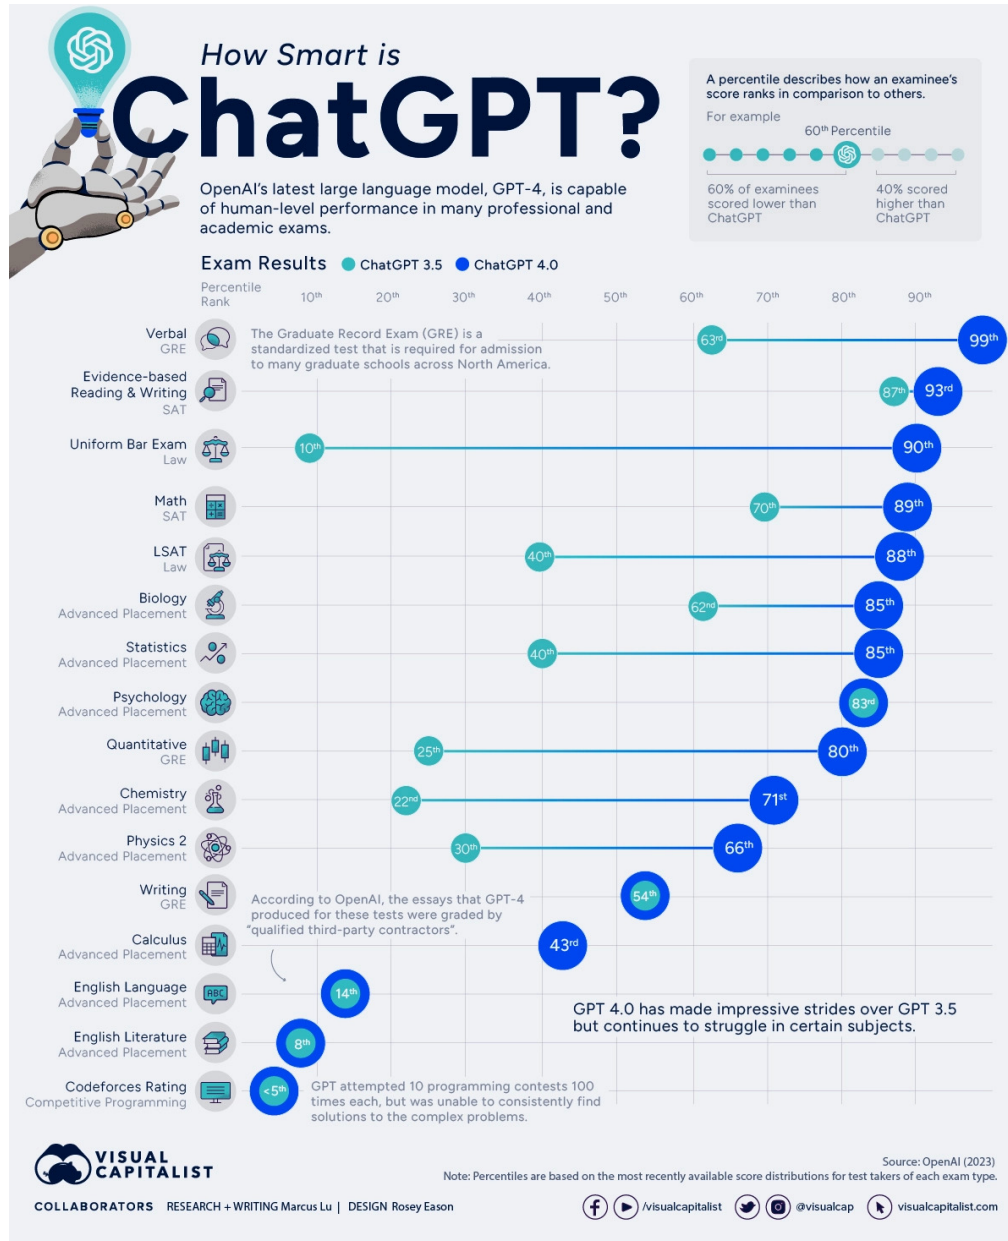 How Smart is
ChatGPT?
OpenAI's latest large language model, GPT-4, is capable
of human-level performance in many professional and
academic exams.
A percentile describes how an examinee's
score ranks in comparison to others.
For example
60th Percentile
60% of examinees
scored lower than
ChatGPT
40% scored
higher than
ChatGPT
Exam Results ChatGPT 3.5 ChatGPT 4.0
Percentile
Rank
10th 20th 30th 40th 50th 60th 70th 80th 90th
Verbal
GRE
The Graduate Record Exam (GRE) is a
standardized test that is required for admission
to many graduate schools across North America.
63rd 99th
Evidence-based
Reading & Writing
SAT
87th 93rd
Uniform Bar Exam
Law
10th 90th
Math
SAT
70th 89th
LSAT
Law
40th 88th
Biology
Advanced Placement
62nd 85th
Statistics
Advanced Placement
40th 85th
Psychology
Advanced Placement
83rd
Quantitative
GRE
25th 80th
Chemistry
Advanced Placement
22nd 71st
Physics 2
Advanced Placement
30th 66th
Writing
GRE
54th
According to OpenAI, the essays that GPT-4
produced for these tests were graded by
"qualified third-party contractors".
Calculus
Advanced Placement
43rd
English Language
Advanced Placement
ABC
14th
GPT 4.0 has made impressive strides over GPT 3.5
but continues to struggle in certain subjects.
English Literature
Advanced Placement
8th
Codeforces Rating
Competitive Programming
<5th
GPT attempted 10 programming contests 100
times each, but was unable to consistently find
solutions to the complex problems.
VISUAL
CAPITALIST
Source: OpenAI (2023)
Note: Percentiles are based on the most recently available score distributions for test takers of each exam type.
COLLABORATORS RESEARCH + WRITING Marcus Lu | DESIGN Rosey Eason
/visualcapitalist @visualcap visualcapitalist.com